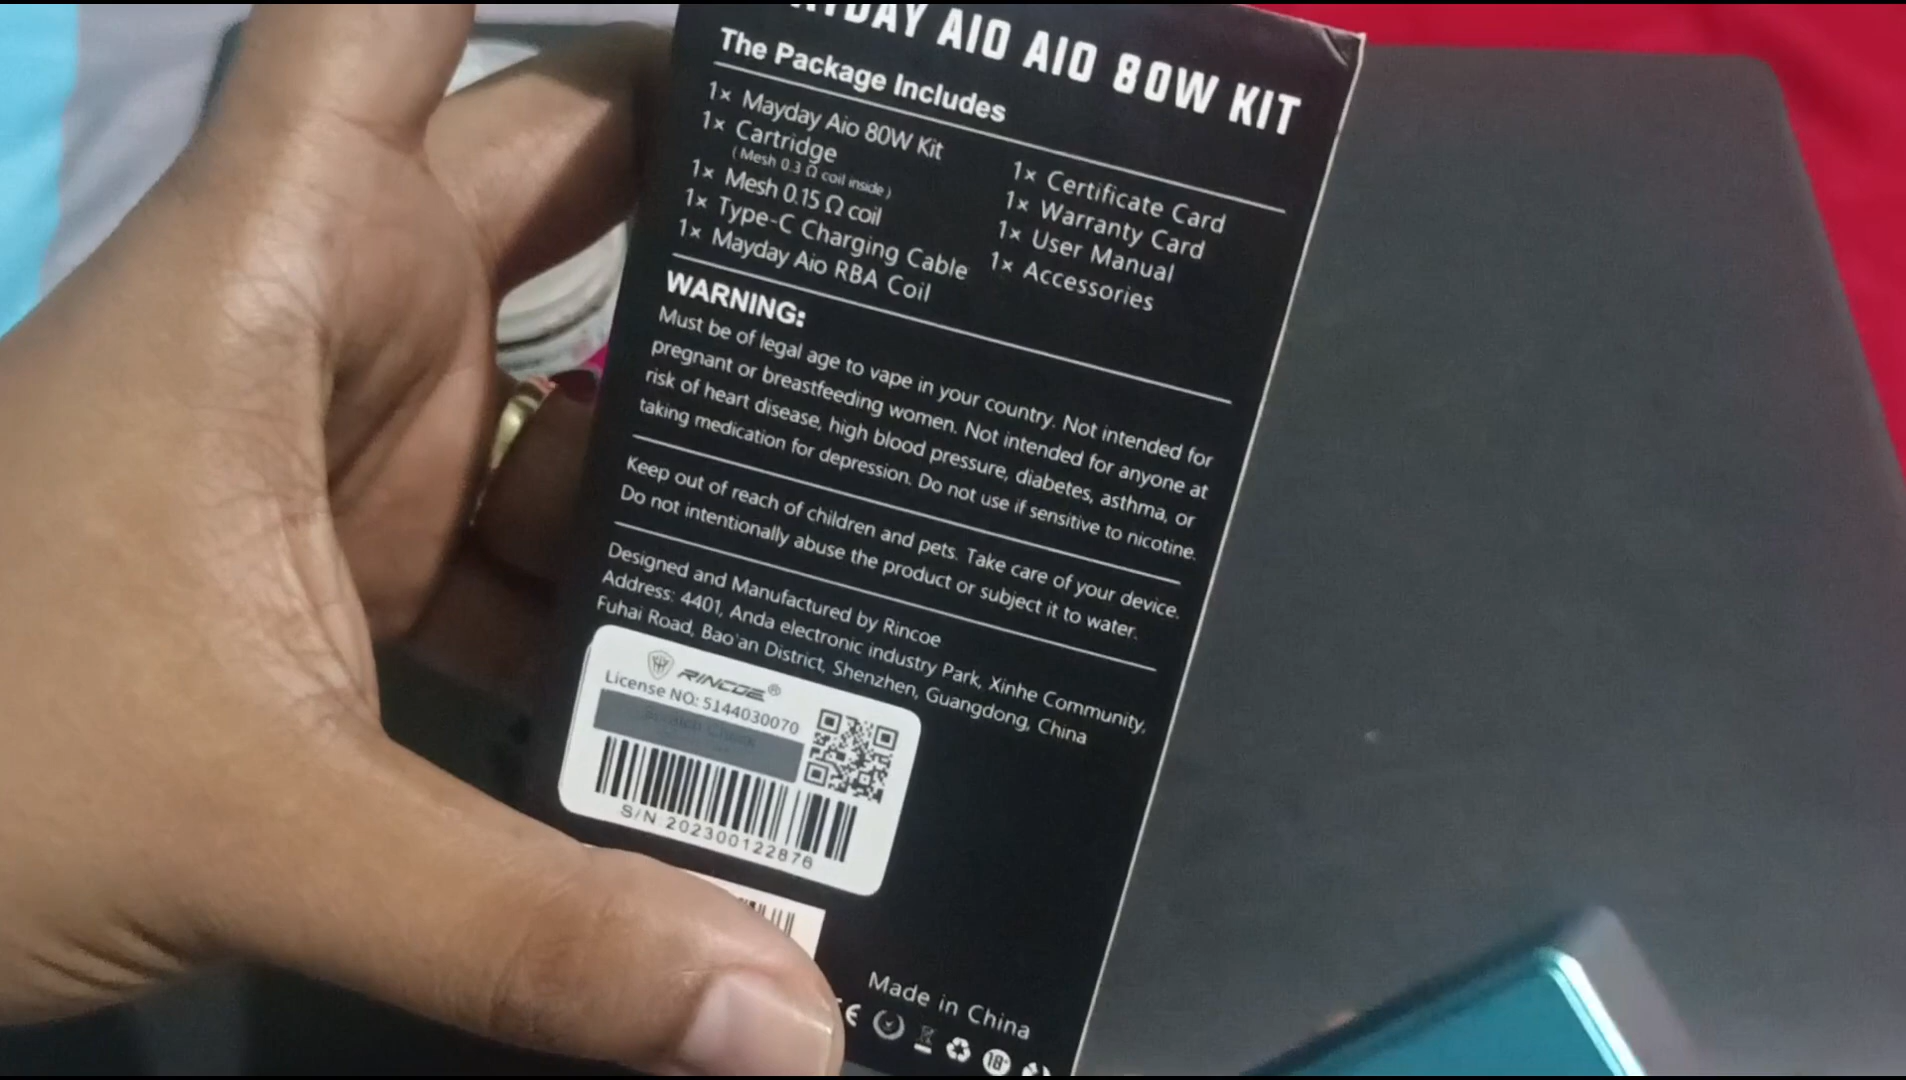 AIO AIO 80W KIT
The Package Includes
1× Mayday Aio 80W Kit
1× Cartridge
(Mesh 0.3 Ω coil inside)
1× Mesh 0.15 Ω coil
1× Type-C Charging Cable
1× Mayday Aio RBA Coil
1× Certificate Card
1× Warranty Card
1× User Manual
1× Accessories
WARNING:
Must be of legal age to vape in your country. Not intended for
pregnant or breastfeeding women. Not intended for anyone at
risk of heart disease, high blood pressure, diabetes, asthma, or
taking medication for depression. Do not use if sensitive to nicotine.
Keep out of reach of children and pets. Take care of your device.
Do not intentionally abuse the product or subject it to water.
Designed and Manufactured by Rincoe
Address: 4401, Anda electronic industry Park, Xinhe Community,
Fuhai Road, Bao'an District, Shenzhen, Guangdong, China
RINCOE®
License NO: 5144030070
S/N 202300122876
Made in China
CE
18+